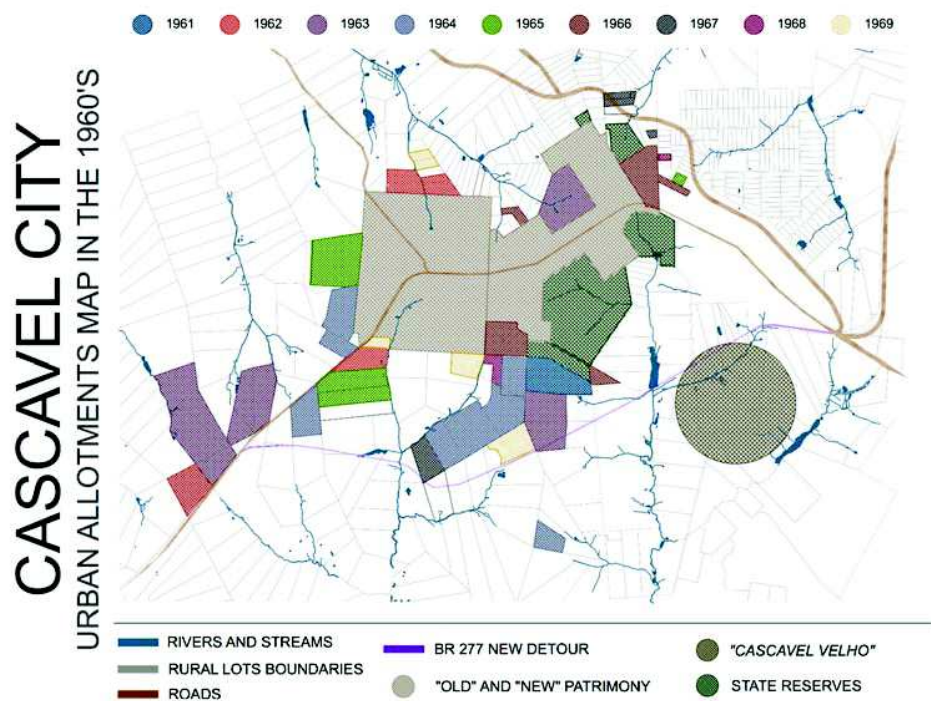 1961 1962 1963 1964 1965 1966 1967 1968 1969
CASCAVEL CITY
URBAN ALLOTMENTS MAP IN THE 1960'S
RIVERS AND STREAMS
RURAL LOTS BOUNDARIES
ROADS
BR 277 NEW DETOUR
"OLD" AND "NEW" PATRIMONY
"CASCAVEL VELHO"
STATE RESERVES